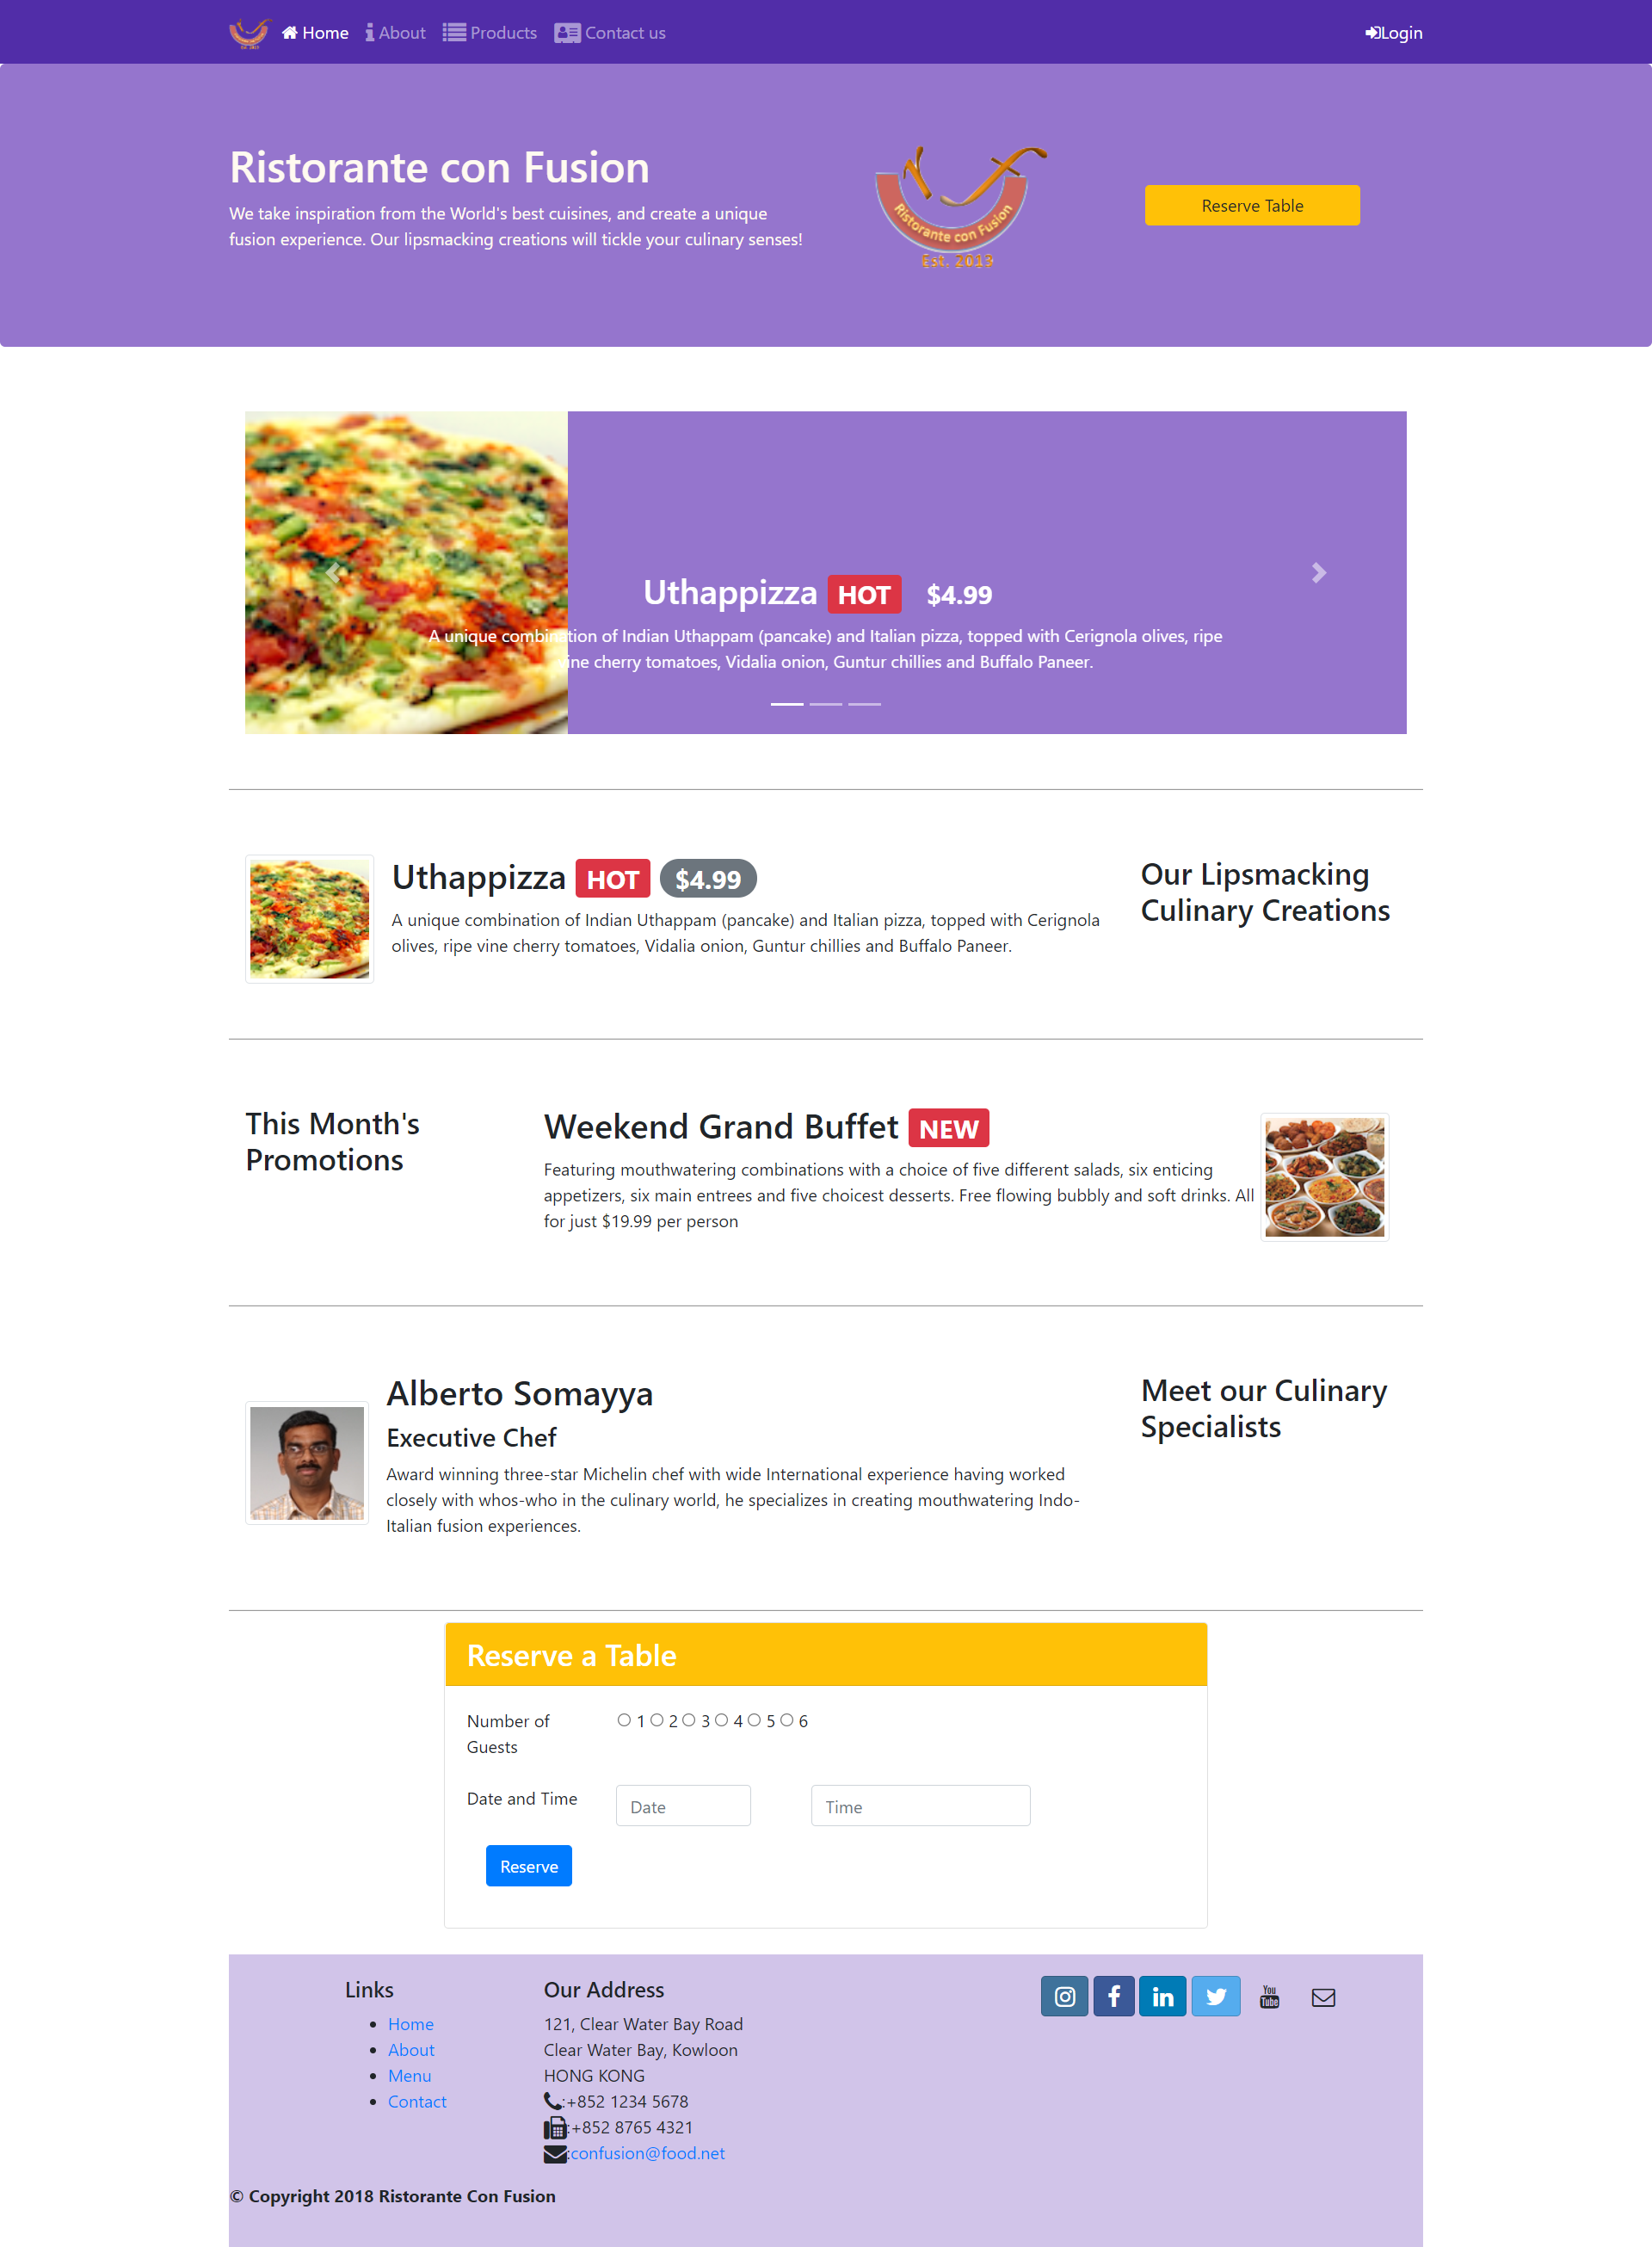 Home About Products Contact us Login
Ristorante con Fusion
We take inspiration from the World's best cuisines, and create a unique
fusion experience. Our lipsmacking creations will tickle your culinary senses!
Ristorante con Fusion
Est. 2013
Reserve Table
Uthappizza HOT $4.99
A unique combination of Indian Uthappam (pancake) and Italian pizza, topped with Cerignola olives, ripe
vine cherry tomatoes, Vidalia onion, Guntur chillies and Buffalo Paneer.
Uthappizza HOT $4.99
A unique combination of Indian Uthappam (pancake) and Italian pizza, topped with Cerignola
olives, ripe vine cherry tomatoes, Vidalia onion, Guntur chillies and Buffalo Paneer.
Our Lipsmacking
Culinary Creations
This Month's
Promotions
Weekend Grand Buffet NEW
Featuring mouthwatering combinations with a choice of five different salads, six enticing
appetizers, six main entrees and five choicest desserts. Free flowing bubbly and soft drinks. All
for just $19.99 per person
Alberto Somayya
Executive Chef
Award winning three-star Michelin chef with wide International experience having worked
closely with whos-who in the culinary world, he specializes in creating mouthwatering Indo-
Italian fusion experiences.
Meet our Culinary
Specialists
Reserve a Table
Number of
Guests
1 2 3 4 5 6
Date and Time
Date
Time
Reserve
Links
Home
About
Menu
Contact
Our Address
121, Clear Water Bay Road
Clear Water Bay, Kowloon
HONG KONG
:+852 1234 5678
:+852 8765 4321
:confusion@food.net
You
Tube
© Copyright 2018 Ristorante Con Fusion